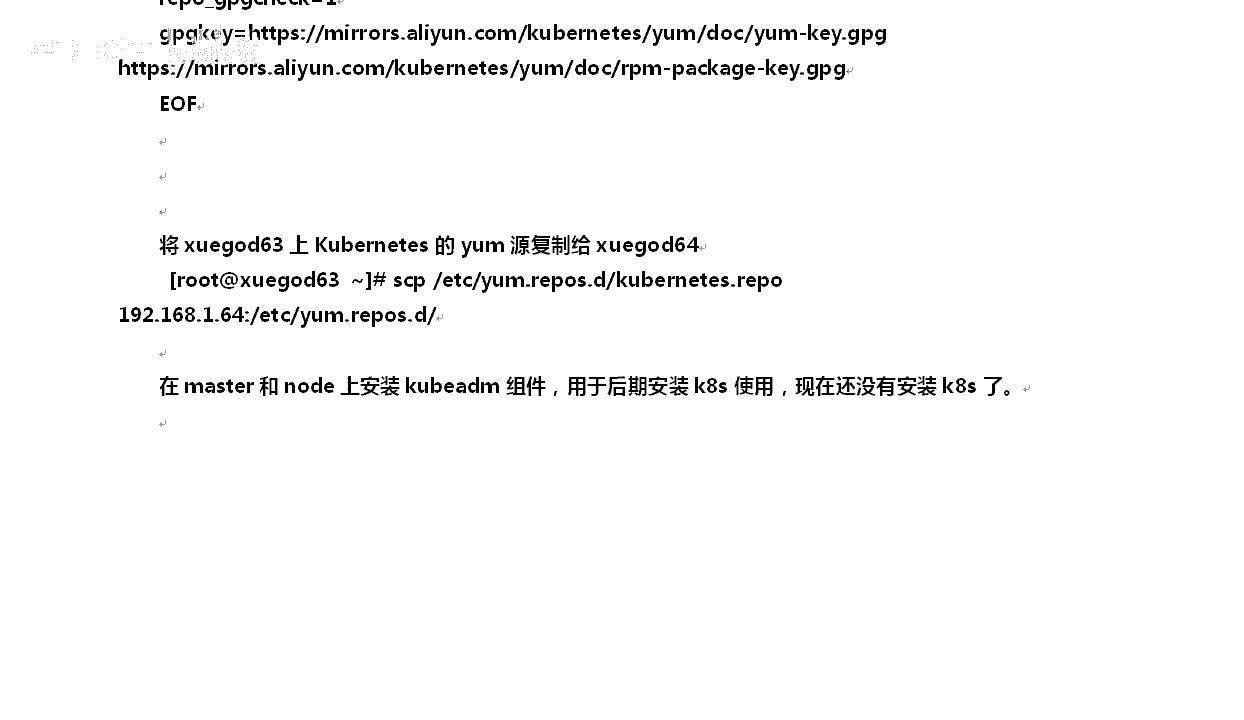 repo_gpgcheck=1
gpgkey=https://mirrors.aliyun.com/kubernetes/yum/doc/yum-key.gpg
https://mirrors.aliyun.com/kubernetes/yum/doc/rpm-package-key.gpg
EOF
将 xuegod63 上 Kubernetes 的 yum 源复制给 xuegod64
[root@xuegod63 ~]# scp /etc/yum.repos.d/kubernetes.repo
192.168.1.64:/etc/yum.repos.d/
在 master 和 node 上安装 kubeadm 组件，用于后期安装 k8s 使用，现在还没有安装 k8s 了。